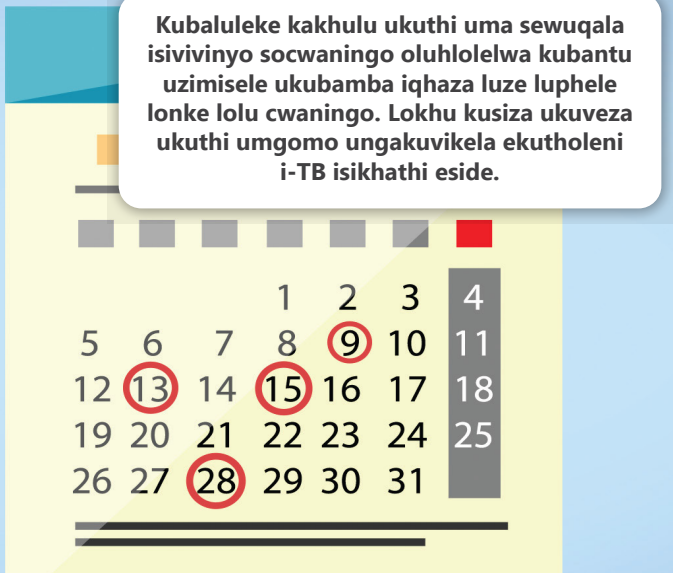 Kubaluleke kakhulu ukuthi uma sewuqala
isivivinyo socwaningo oluhlolelwa kubantu
uzimisele ukubamba iqhaza luze luphele
lonke lolu cwaningo. Lokhu kusiza ukuveza
ukuthi umgomo ungakuvikela ekutholeni
i-TB isikhathi eside.
1 2 3 4
5 6 7 8 9 10 11
12 13 14 15 16 17 18
19 20 21 22 23 24 25
26 27 28 29 30 31